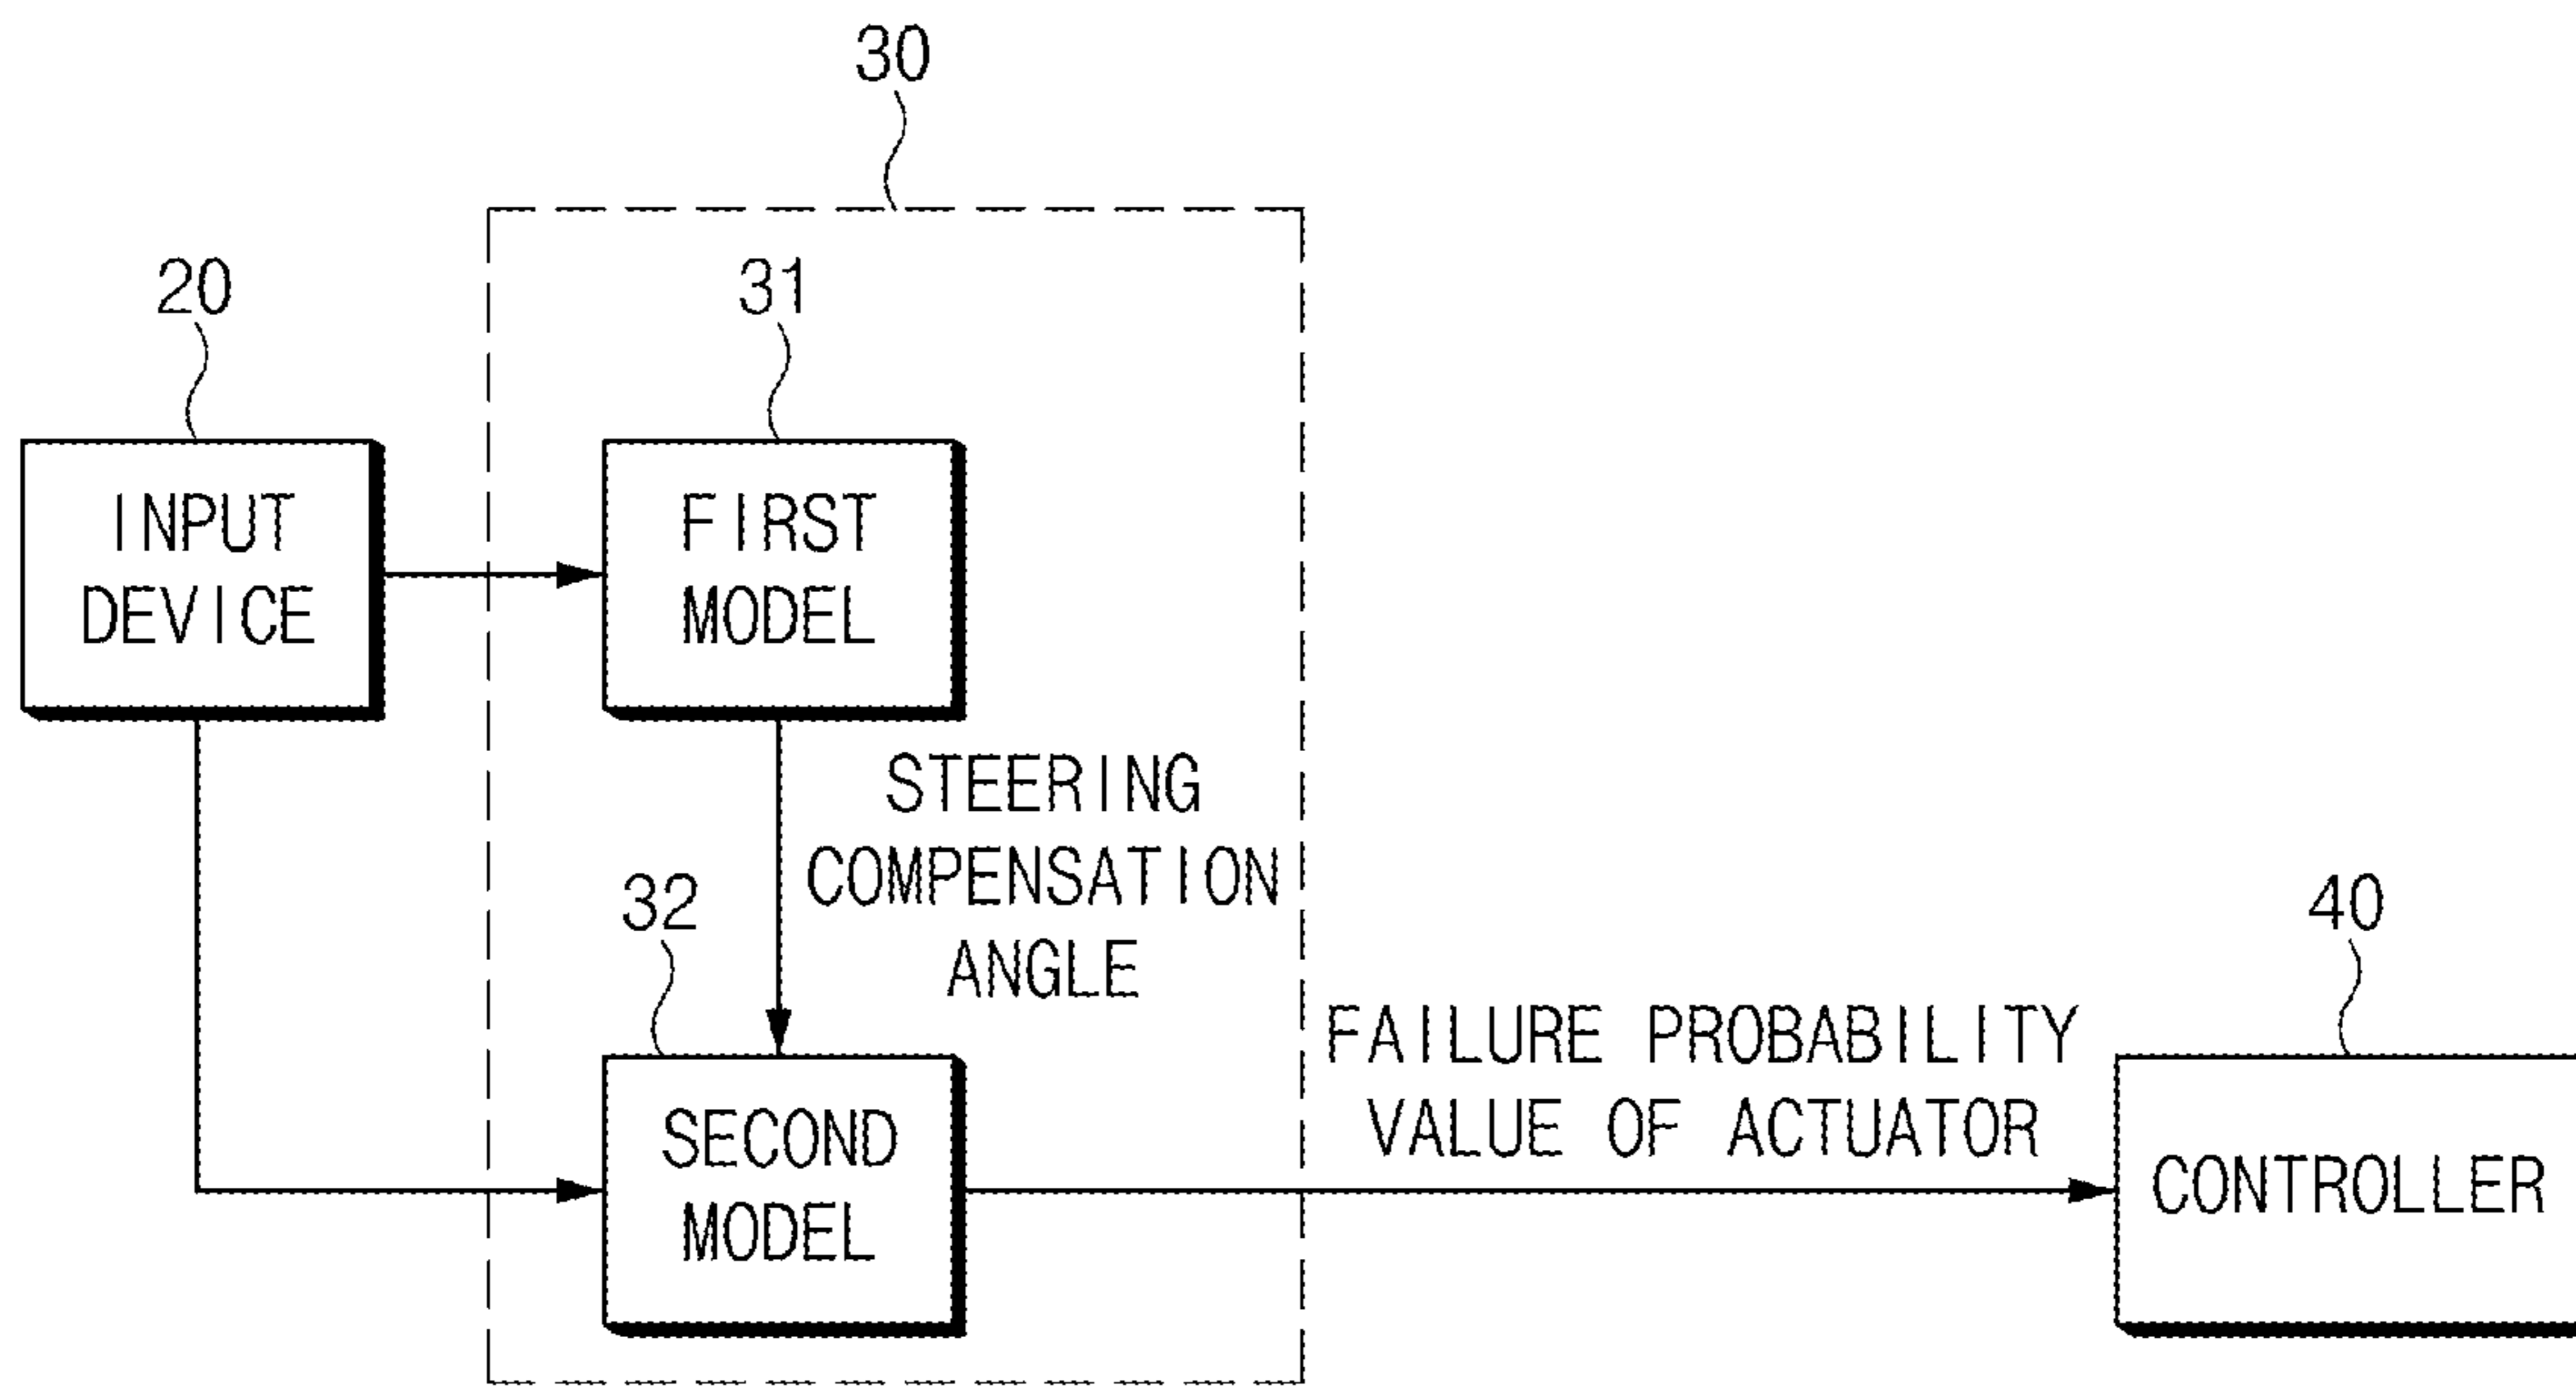 30
20
31
INPUT
DEVICE
FIRST
MODEL
STEERING
COMPENSATION
ANGLE
32
40
FAILURE PROBABILITY
VALUE OF ACTUATOR
SECOND
MODEL
CONTROLLER